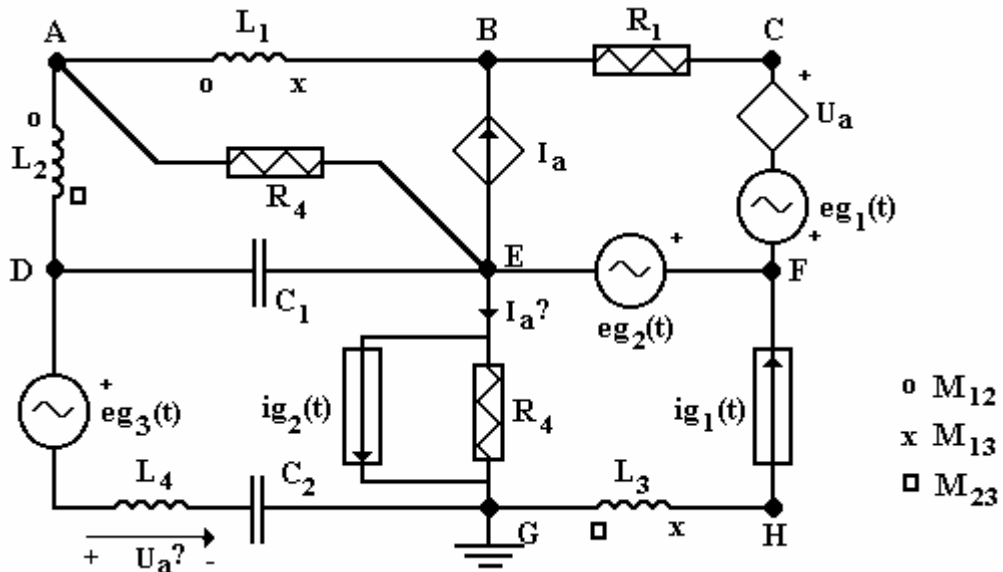 A
L₁
B
R₁
C
o
x
+
Uₐ
o
L₂
R₄
Iₐ
eg₁(t)
+
D
C₁
E
+
F
eg₂(t)
Iₐ?
+
eg₃(t)
ig₂(t)
R₄
ig₁(t)
o M₁₂
x M₁₃
M₂₃
L₄
C₂
L₃
G
x
H
+ Uₐ? -